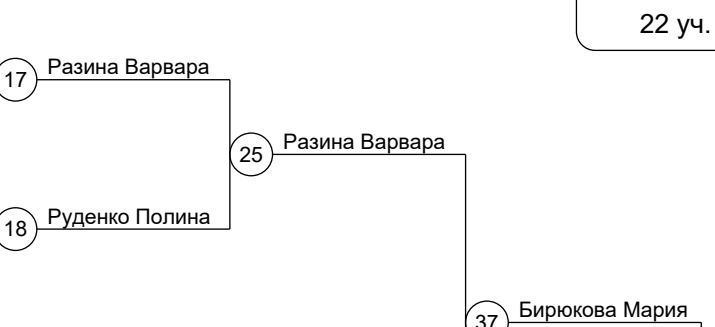 22 уч.
17 Разина Варвара
25 Разина Варвара
18 Руденко Полина
37 Бирюкова Мария